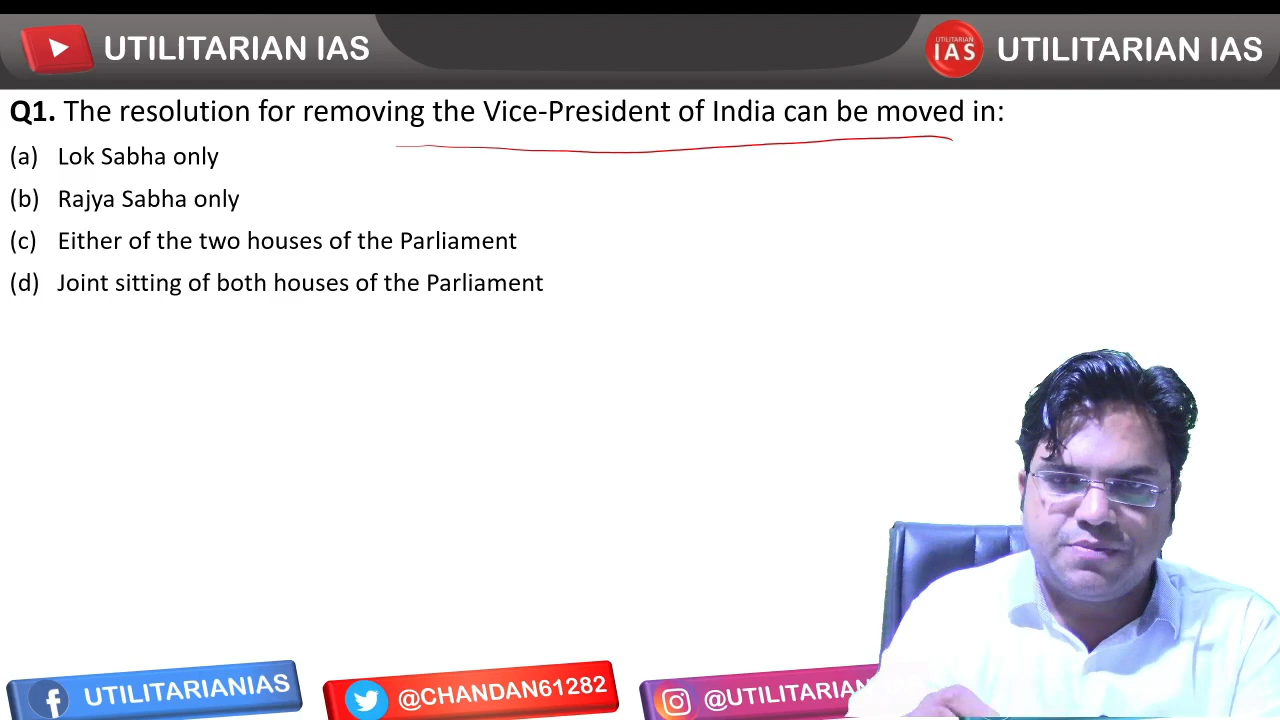 UTILITARIAN IAS
UTILITARIAN IAS UTILITARIAN IAS
Q1. The resolution for removing the Vice-President of India can be moved in:
(a) Lok Sabha only
(b) Rajya Sabha only
(c) Either of the two houses of the Parliament
(d) Joint sitting of both houses of the Parliament
UTILITARIANIAS
@CHANDAN61282